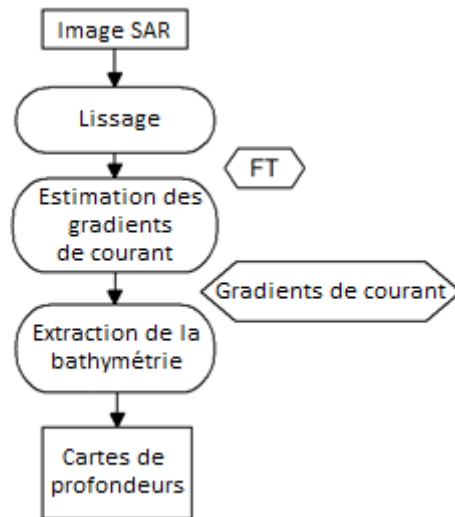 Image SAR
Lissage
FT
Estimation des
gradients
de courant
Gradients de courant
Extraction de la
bathymétrie
Cartes de
profondeurs